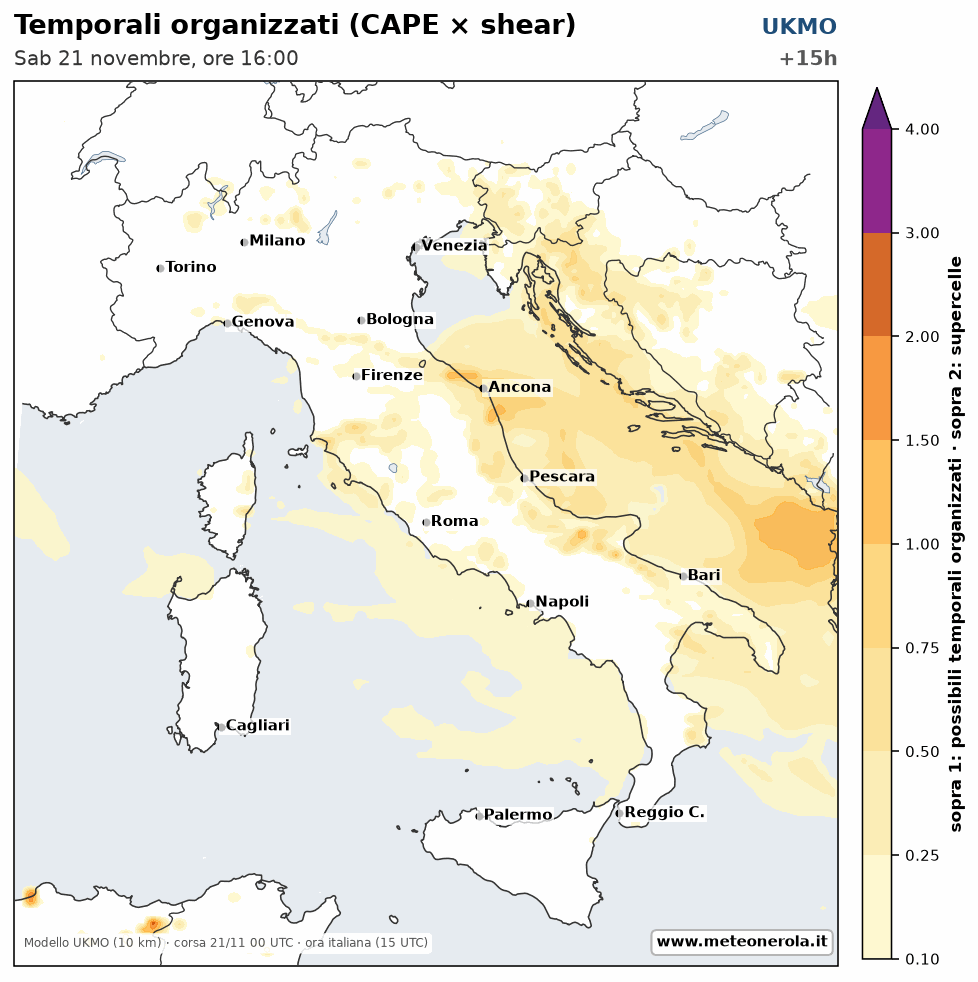 Temporali organizzati (CAPE × shear)
UKMO
Sab 21 novembre, ore 16:00
+15h
4.00
3.00
2.00
1.50
1.00
0.75
0.50
0.25
0.10
sopra 1: possibili temporali organizzati · sopra 2: supercelle
Milano
Venezia
Torino
Genova
Bologna
Firenze
Ancona
Pescara
Roma
Bari
Napoli
Cagliari
Palermo
Reggio C.
Modello UKMO (10 km) · corsa 21/11 00 UTC · ora italiana (15 UTC)
www.meteonerola.it